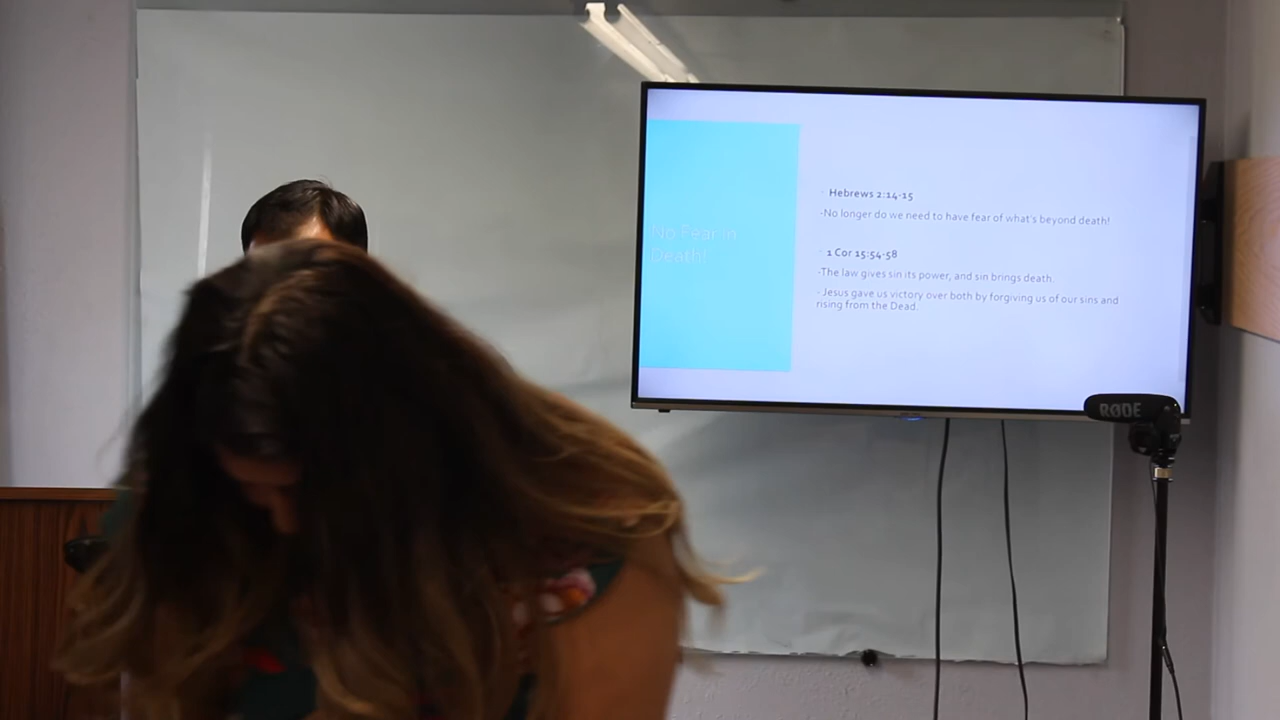 No Fear in
Death!
Hebrews 2:14-15
-No longer do we need to have fear of what's beyond death!
1 Cor 15:54-58
-The law gives sin its power, and sin brings death.
- Jesus gave us victory over both by forgiving us of our sins and
rising from the Dead.
RØDE